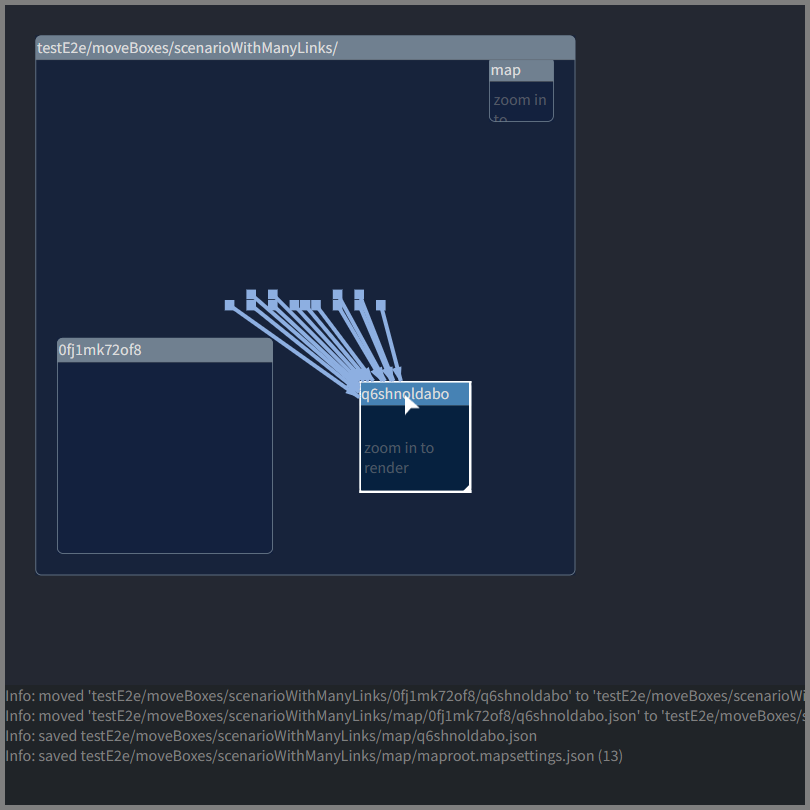 testE2e/moveBoxes/scenarioWithManyLinks/
map
zoom in
to
0fj1mk72of8
q6shnoldabo
zoom in to
render
Info: moved 'testE2e/moveBoxes/scenarioWithManyLinks/0fj1mk72of8/q6shnoldabo' to 'testE2e/moveBoxes/scenarioWi
Info: moved 'testE2e/moveBoxes/scenarioWithManyLinks/map/0fj1mk72of8/q6shnoldabo.json' to 'testE2e/moveBoxes/s
Info: saved testE2e/moveBoxes/scenarioWithManyLinks/map/q6shnoldabo.json
Info: saved testE2e/moveBoxes/scenarioWithManyLinks/map/maproot.mapsettings.json (13)